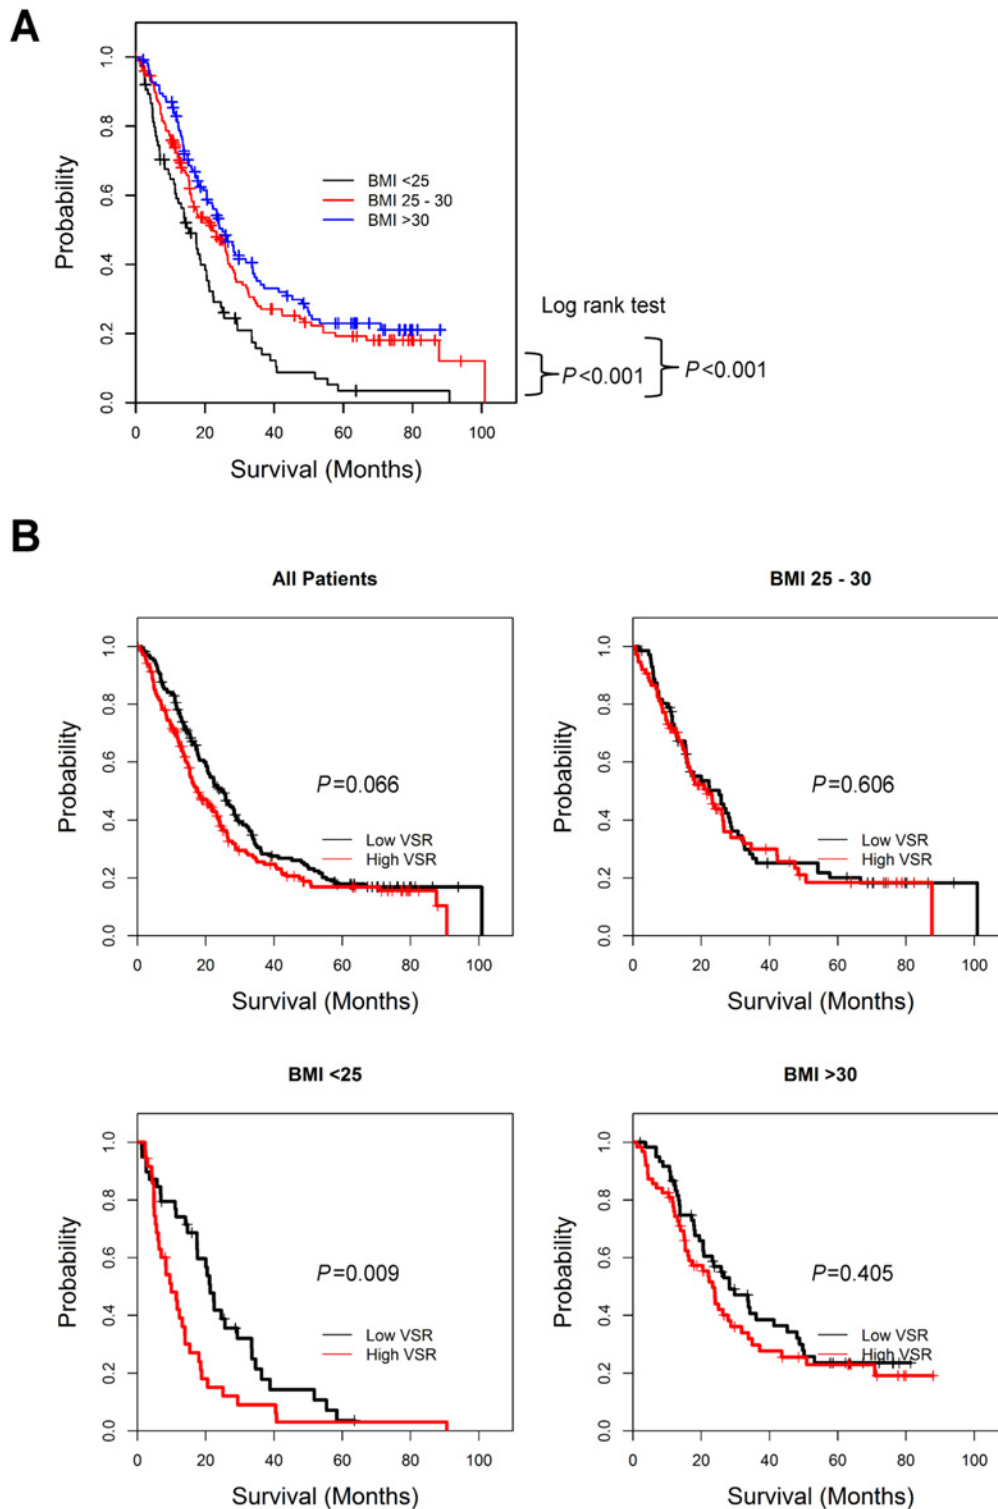 A
Probability
1.0
0.8
0.6
0.4
0.2
0.0
BMI <25
BMI 25 - 30
BMI >30
0 20 40 60 80 100
Survival (Months)
Log rank test
P<0.001
P<0.001
B
All Patients
Probability
1.0
0.8
0.6
0.4
0.2
0.0
P=0.066
Low VSR
High VSR
0 20 40 60 80 100
Survival (Months)
BMI 25 - 30
Probability
1.0
0.8
0.6
0.4
0.2
0.0
P=0.606
Low VSR
High VSR
0 20 40 60 80 100
Survival (Months)
BMI <25
Probability
1.0
0.8
0.6
0.4
0.2
0.0
P=0.009
Low VSR
High VSR
0 20 40 60 80 100
Survival (Months)
BMI >30
Probability
1.0
0.8
0.6
0.4
0.2
0.0
P=0.405
Low VSR
High VSR
0 20 40 60 80 100
Survival (Months)